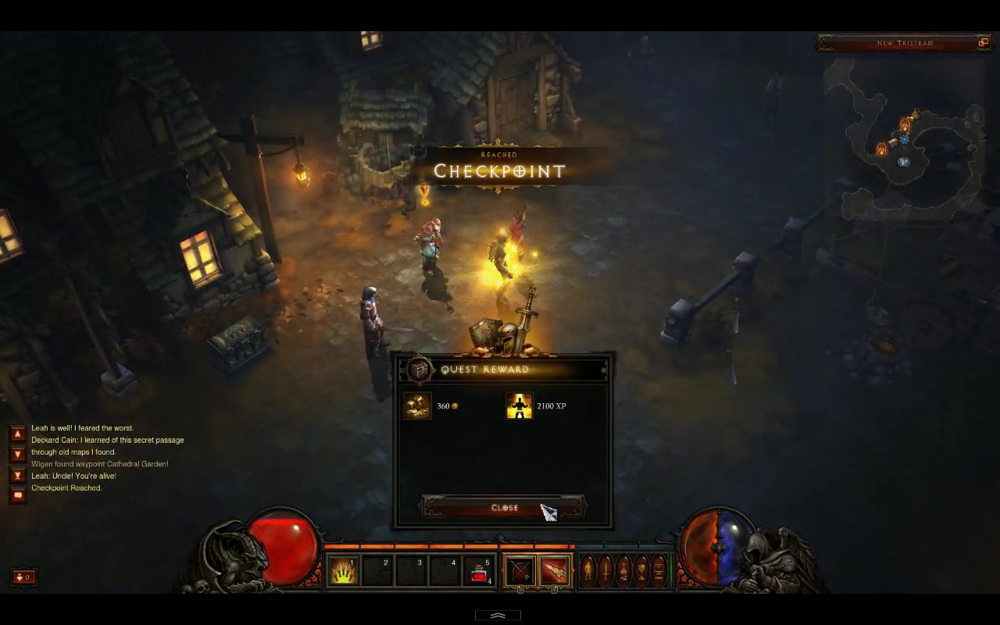 NEW TRISTRAM
REACHED
CHECKPOINT
QUEST REWARD
360
2100 XP
CLOSE
Leah is well! I feared the worst.
Deckard Cain: I learned of this secret passage
through old maps I found.
Wigen found waypoint Cathedral Garden!
Leah: Uncle! You're alive!
Checkpoint Reached.
1 2 3 4 5
4
0